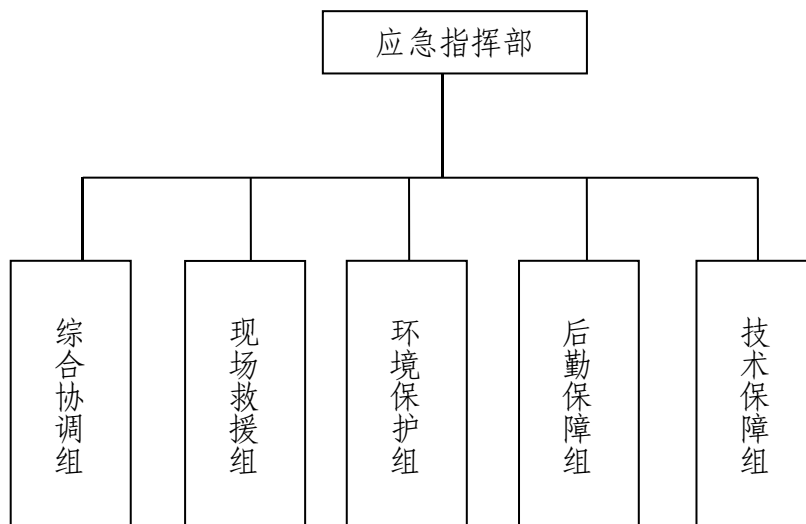 应急指挥部
综合协调组
现场救援组
环境保护组
后勤保障组
技术保障组